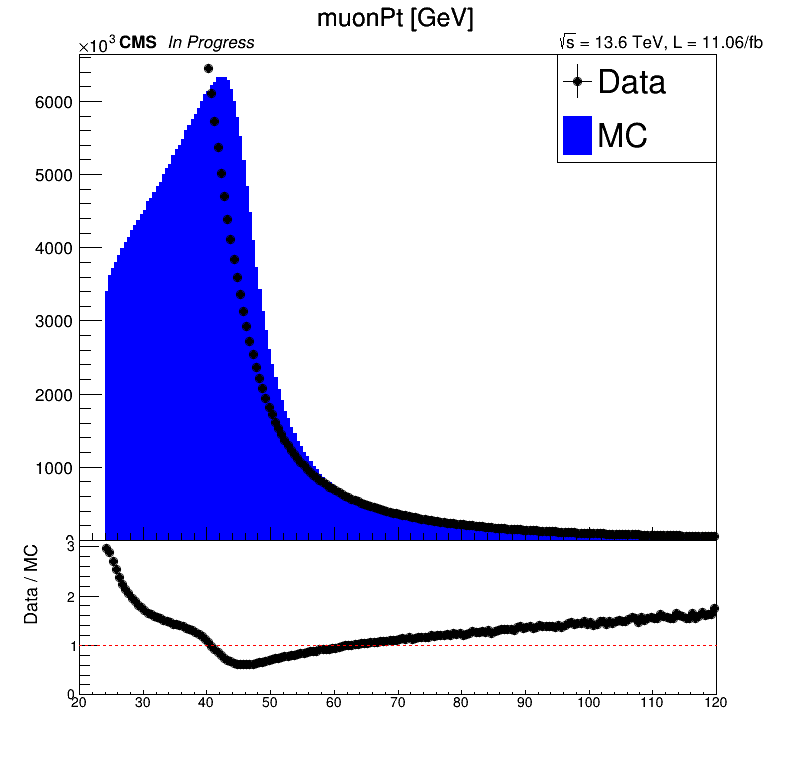 muonPt [GeV]
×10³ CMS In Progress √s = 13.6 TeV, L = 11.06/fb
Data
MC
6000
5000
4000
3000
2000
1000
0
Data / MC
3
2
1
0
20 30 40 50 60 70 80 90 100 110 120